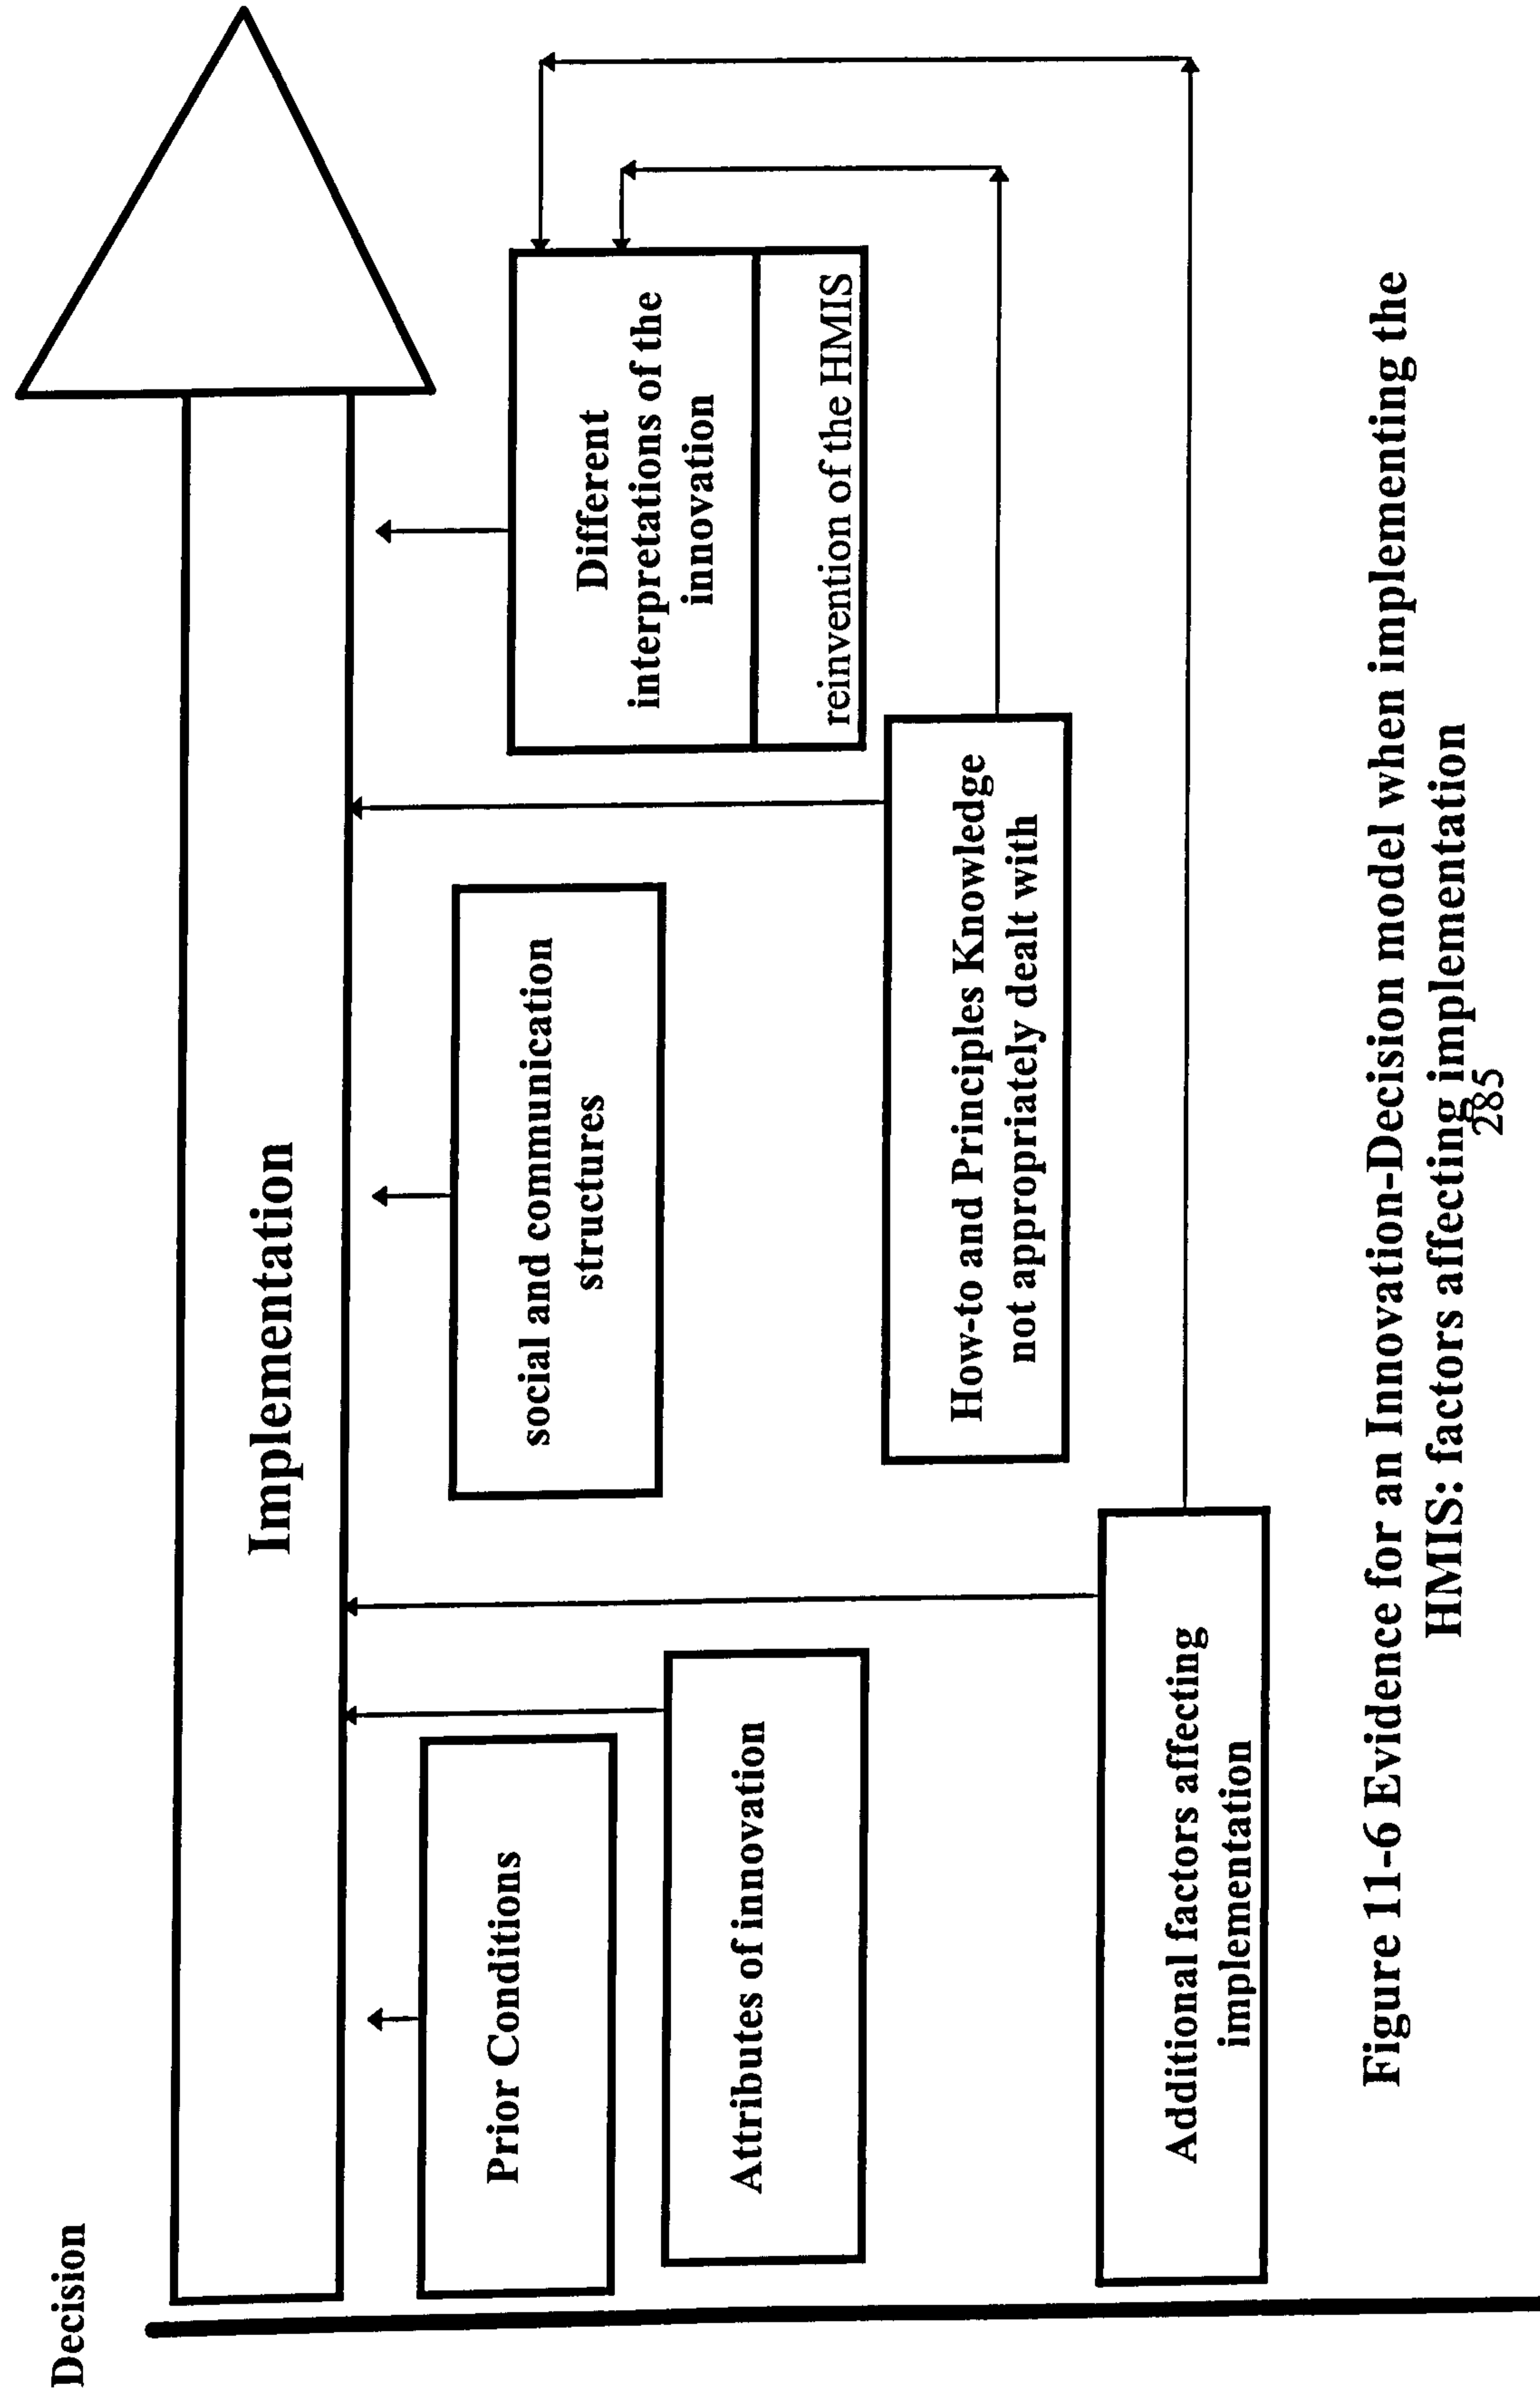 Decision
Implementation
Prior Conditions
Attributes of innovation
Additional factors affecting
implementation
social and communication
structures
How-to and Principles Knowledge
not appropriately dealt with
Different
interpretations of the
innovation
reinvention of the HMIS
Figure 11-6 Evidence for an Innovation-Decision model when implementing the
HMIS: factors affecting implementation
285